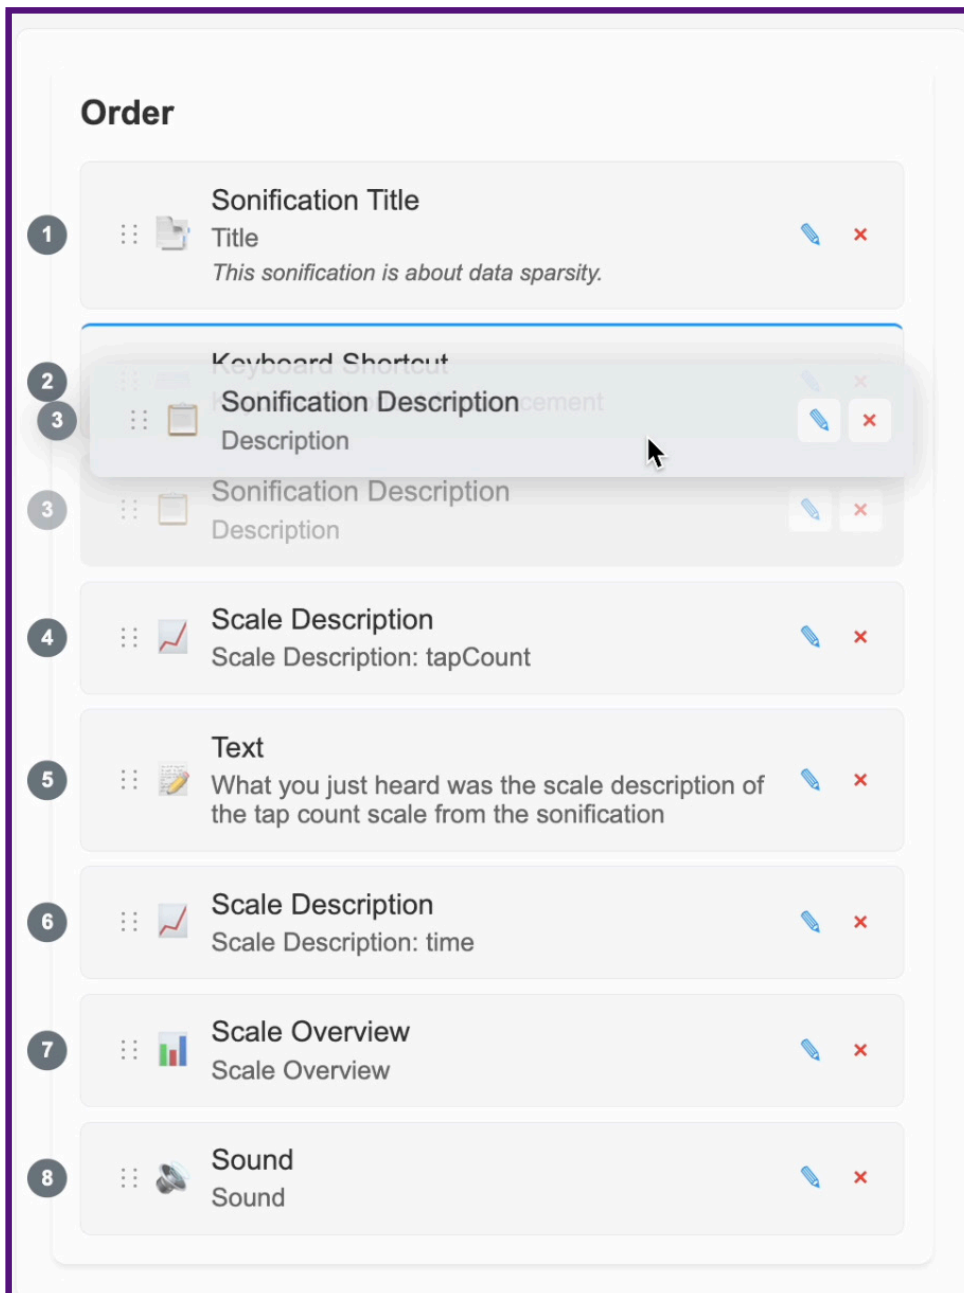 Order
1
Sonification Title
Title
This sonification is about data sparsity.
2
Keyboard Shortcut
3
Sonification Description
cement
Description
3
Sonification Description
Description
4
Scale Description
Scale Description: tapCount
5
Text
What you just heard was the scale description of
the tap count scale from the sonification
6
Scale Description
Scale Description: time
7
Scale Overview
Scale Overview
8
Sound
Sound